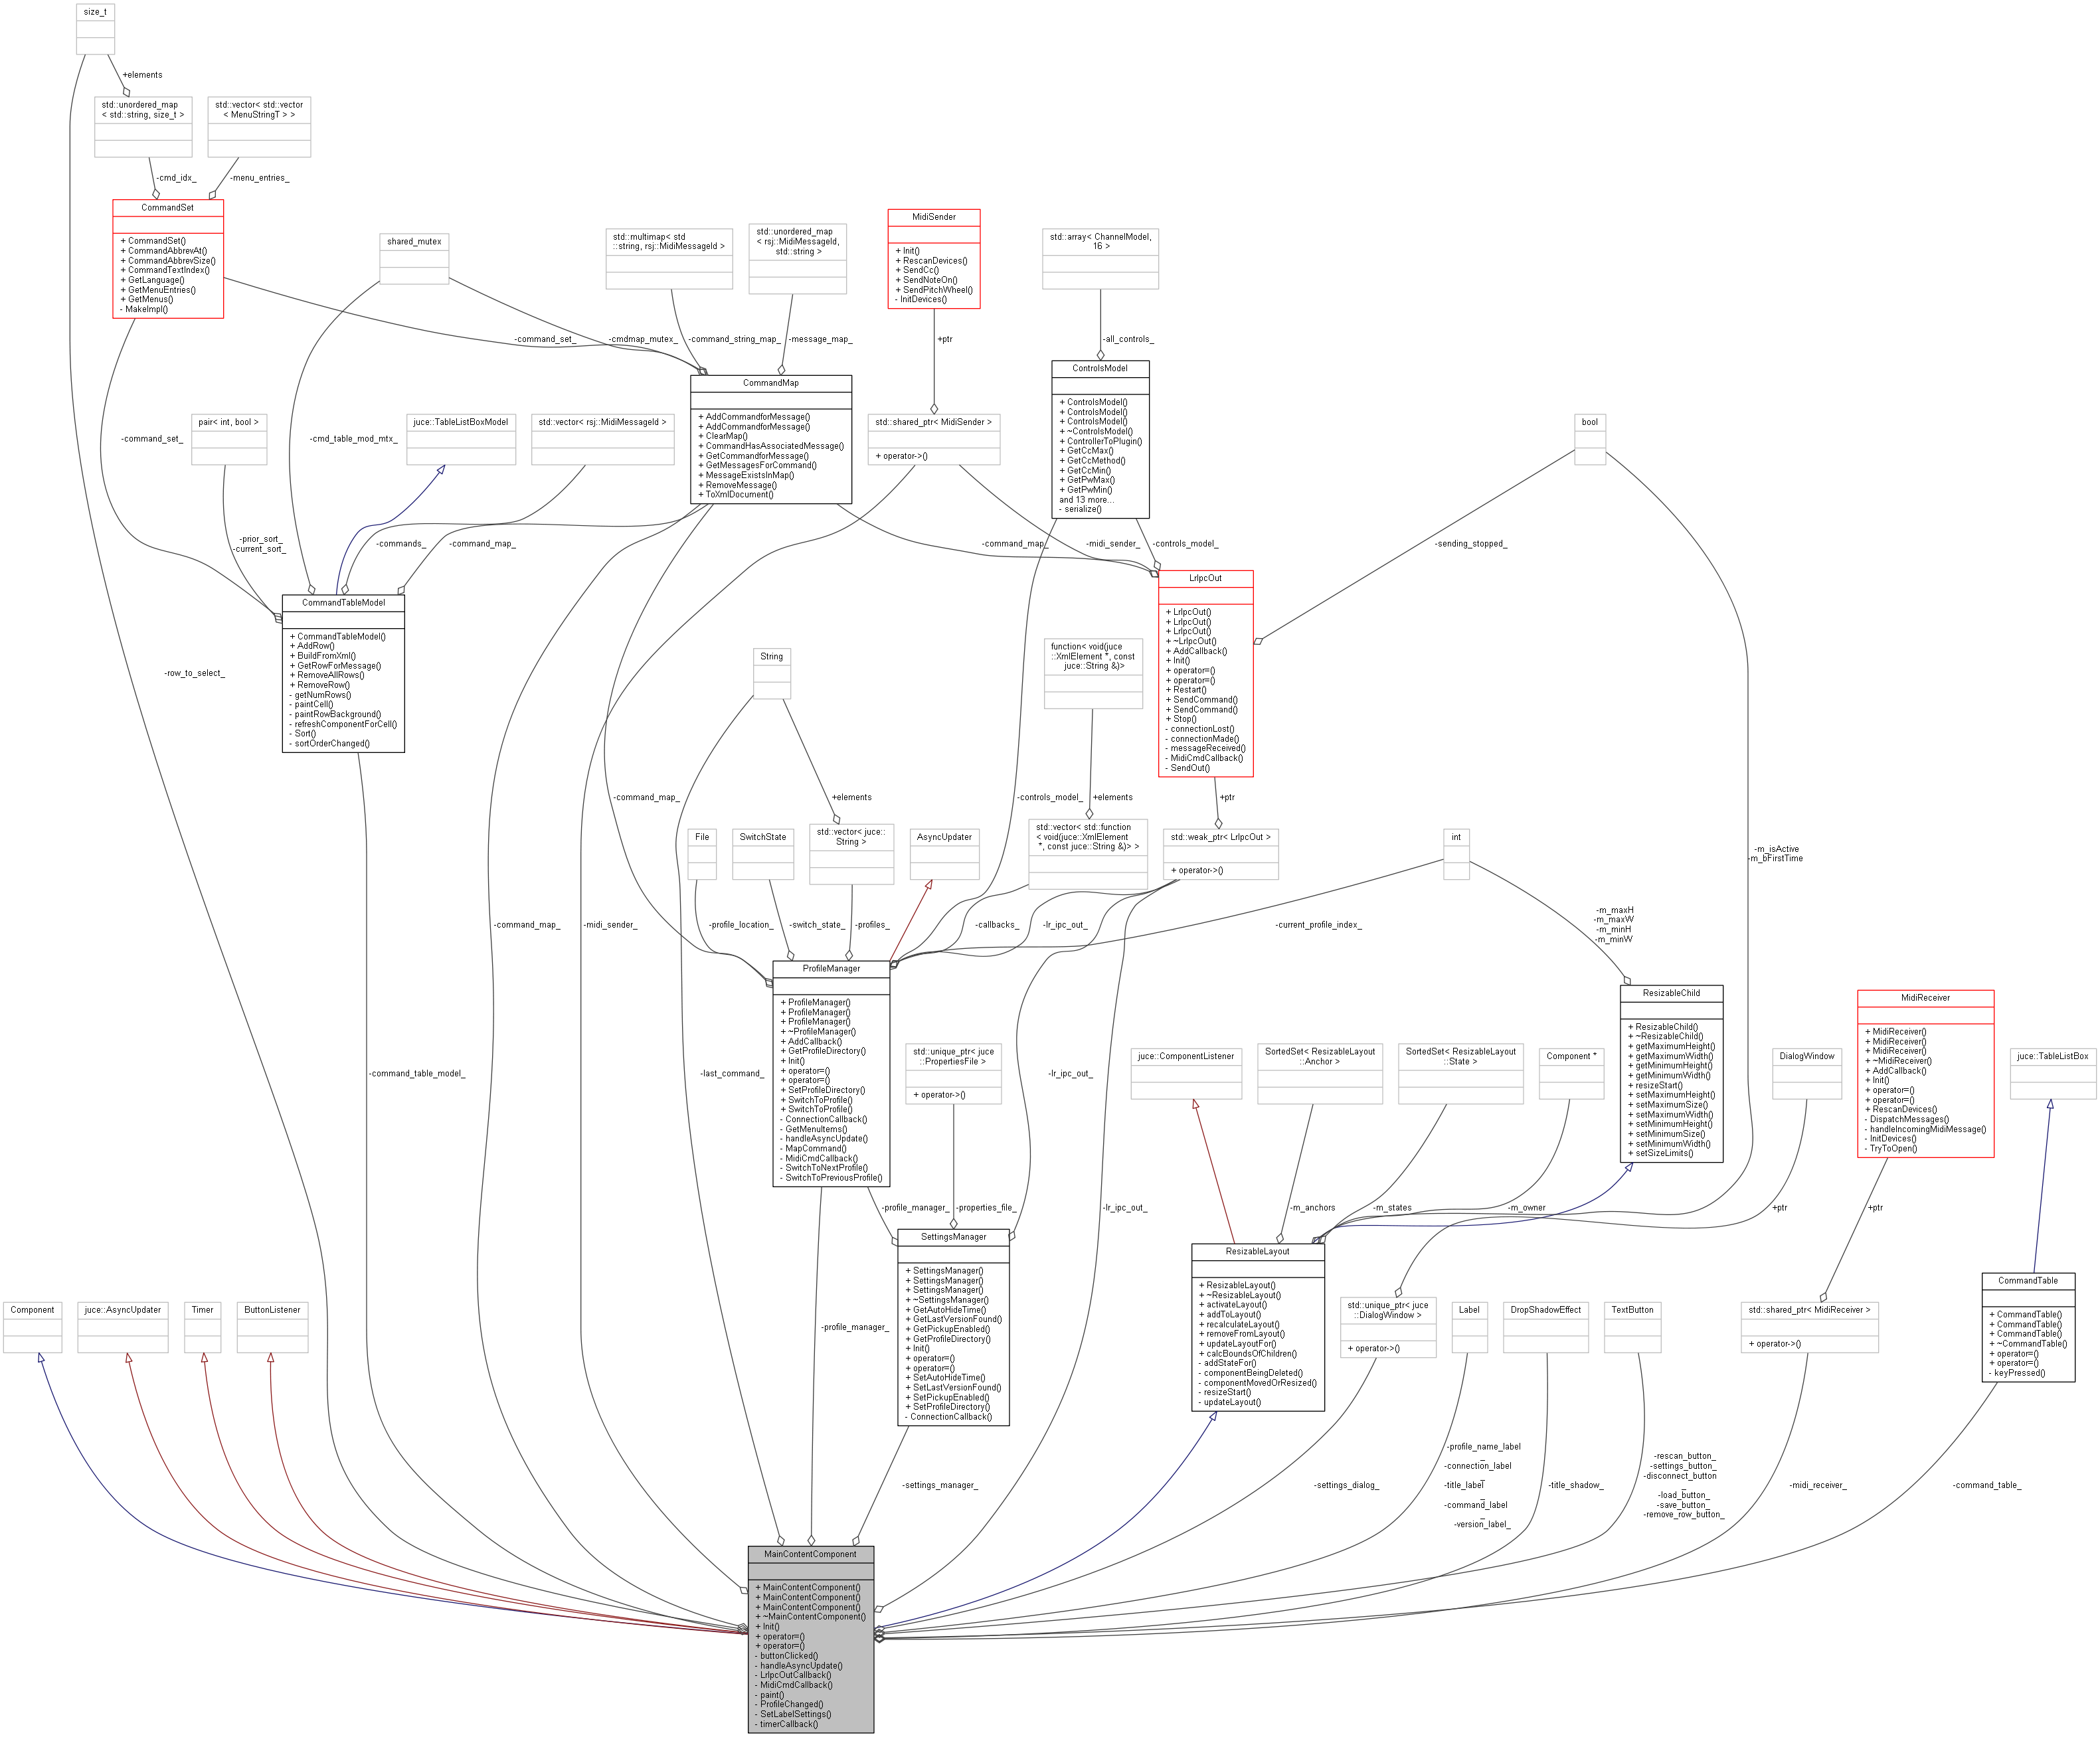 size_t
+elements
std::unordered_map
< std::string, size_t >
std::vector< std::vector
< MenuStringT > >
-cmd_idx_
-menu_entries_
CommandSet
+ CommandSet()
+ CommandAbbrevAt()
+ CommandAbbrevSize()
+ CommandTextIndex()
+ GetLanguage()
+ GetMenuEntries()
+ GetMenus()
- MakeImpl()
shared_mutex
std::multimap< std
::string, rsj::MidiMessageId >
std::unordered_map
< rsj::MidiMessageId,
std::string >
MidiSender
+ Init()
+ RescanDevices()
+ SendCc()
+ SendNoteOn()
+ SendPitchWheel()
- InitDevices()
std::array< ChannelModel,
16 >
-command_set_
-cmdmap_mutex_
-command_string_map_
-message_map_
+ptr
-all_controls_
CommandMap
+ AddCommandforMessage()
+ AddCommandforMessage()
+ ClearMap()
+ CommandHasAssociatedMessage()
+ GetCommandforMessage()
+ GetMessagesForCommand()
+ MessageExistsInMap()
+ RemoveMessage()
+ ToXmlDocument()
ControlsModel
+ ControlsModel()
+ ControlsModel()
+ ControlsModel()
+ ~ControlsModel()
+ ControllerToPlugin()
+ GetCcMax()
+ GetCcMethod()
+ GetCcMin()
+ GetPwMax()
+ GetPwMin()
and 13 more...
- serialize()
pair< int, bool >
juce::TableListBoxModel
std::vector< rsj::MidiMessageId >
std::shared_ptr< MidiSender >
+ operator->()
bool
-command_set_
-cmd_table_mod_mtx_
-prior_sort_
-current_sort_
-commands_
-command_map_
-command_map_
-midi_sender_
-controls_model_
-sending_stopped_
CommandTableModel
+ CommandTableModel()
+ AddRow()
+ BuildFromXml()
+ GetRowForMessage()
+ RemoveAllRows()
+ RemoveRow()
- getNumRows()
- paintCell()
- paintRowBackground()
- refreshComponentForCell()
- Sort()
- sortOrderChanged()
LrIpcOut
+ LrIpcOut()
+ LrIpcOut()
+ LrIpcOut()
+ ~LrIpcOut()
+ AddCallback()
+ Init()
+ operator=()
+ operator=()
+ Restart()
+ SendCommand()
+ SendCommand()
+ Stop()
- connectionLost()
- connectionMade()
- messageReceived()
- MidiCmdCallback()
- SendOut()
-row_to_select_
String
function< void(juce
::XmlElement *, const
juce::String &)>
-command_map_
+elements
-controls_model_
+elements
+ptr
File
SwitchState
std::vector< juce::
String >
AsyncUpdater
std::vector< std::function
< void(juce::XmlElement
*, const juce::String &)> >
std::weak_ptr< LrIpcOut >
+ operator->()
int
-m_isActive
-m_bFirstTime
-command_map_
-midi_sender_
-profile_location_
-switch_state_
-profiles_
-callbacks_
-lr_ipc_out_
-current_profile_index_
-m_maxH
-m_maxW
-m_minH
-m_minW
ProfileManager
+ ProfileManager()
+ ProfileManager()
+ ProfileManager()
+ ~ProfileManager()
+ AddCallback()
+ GetProfileDirectory()
+ Init()
+ operator=()
+ operator=()
+ SetProfileDirectory()
+ SwitchToProfile()
+ SwitchToProfile()
- ConnectionCallback()
- GetMenuItems()
- handleAsyncUpdate()
- MapCommand()
- MidiCmdCallback()
- SwitchToNextProfile()
- SwitchToPreviousProfile()
ResizableChild
+ ResizableChild()
+ ~ResizableChild()
+ getMaximumHeight()
+ getMaximumWidth()
+ getMinimumHeight()
+ getMinimumWidth()
+ resizeStart()
+ setMaximumHeight()
+ setMaximumSize()
+ setMaximumWidth()
+ setMinimumHeight()
+ setMinimumSize()
+ setMinimumWidth()
+ setSizeLimits()
MidiReceiver
+ MidiReceiver()
+ MidiReceiver()
+ MidiReceiver()
+ ~MidiReceiver()
+ AddCallback()
+ Init()
+ operator=()
+ operator=()
+ RescanDevices()
- DispatchMessages()
- handleIncomingMidiMessage()
- InitDevices()
- TryToOpen()
std::unique_ptr< juce
::PropertiesFile >
+ operator->()
juce::ComponentListener
SortedSet< ResizableLayout
::Anchor >
SortedSet< ResizableLayout
::State >
Component *
DialogWindow
juce::TableListBox
-command_table_model_
-last_command_
-lr_ipc_out_
-profile_manager_
-properties_file_
-lr_ipc_out_
-m_anchors
-m_states
-m_owner
+ptr
+ptr
SettingsManager
+ SettingsManager()
+ SettingsManager()
+ SettingsManager()
+ ~SettingsManager()
+ GetAutoHideTime()
+ GetLastVersionFound()
+ GetPickupEnabled()
+ GetProfileDirectory()
+ Init()
+ operator=()
+ operator=()
+ SetAutoHideTime()
+ SetLastVersionFound()
+ SetPickupEnabled()
+ SetProfileDirectory()
- ConnectionCallback()
ResizableLayout
+ ResizableLayout()
+ ~ResizableLayout()
+ activateLayout()
+ addToLayout()
+ recalculateLayout()
+ removeFromLayout()
+ updateLayoutFor()
+ calcBoundsOfChildren()
- addStateFor()
- componentBeingDeleted()
- componentMovedOrResized()
- resizeStart()
- updateLayout()
CommandTable
+ CommandTable()
+ CommandTable()
+ CommandTable()
+ ~CommandTable()
+ operator=()
+ operator=()
- keyPressed()
Component
juce::AsyncUpdater
Timer
ButtonListener
-profile_manager_
std::unique_ptr< juce
::DialogWindow >
+ operator->()
Label
DropShadowEffect
TextButton
std::shared_ptr< MidiReceiver >
+ operator->()
-settings_manager_
-settings_dialog_
-profile_name_label
_
-connection_label
_
-title_label
_
-command_label
_
-version_label_
-title_shadow_
-rescan_button_
-settings_button_
-disconnect_button
_
-load_button_
-save_button_
-remove_row_button_
-midi_receiver_
-command_table_
MainContentComponent
+ MainContentComponent()
+ MainContentComponent()
+ MainContentComponent()
+ ~MainContentComponent()
+ Init()
+ operator=()
+ operator=()
- buttonClicked()
- handleAsyncUpdate()
- LrIpcOutCallback()
- MidiCmdCallback()
- paint()
- ProfileChanged()
- SetLabelSettings()
- timerCallback()